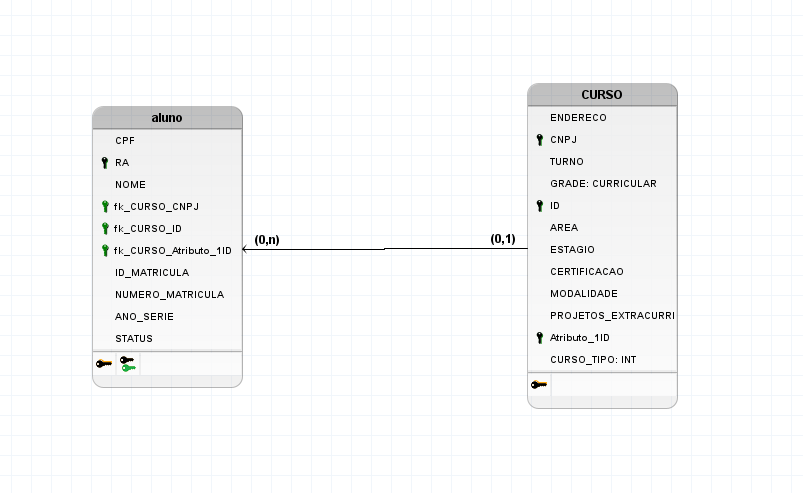 aluno
CPF
RA
NOME
fk_CURSO_CNPJ
fk_CURSO_ID
fk_CURSO_Atributo_1ID
ID_MATRICULA
NUMERO_MATRICULA
ANO_SERIE
STATUS
(0,n)
(0,1)
CURSO
ENDERECO
CNPJ
TURNO
GRADE: CURRICULAR
ID
AREA
ESTAGIO
CERTIFICACAO
MODALIDADE
PROJETOS_EXTRACURRI
Atributo_1ID
CURSO_TIPO: INT